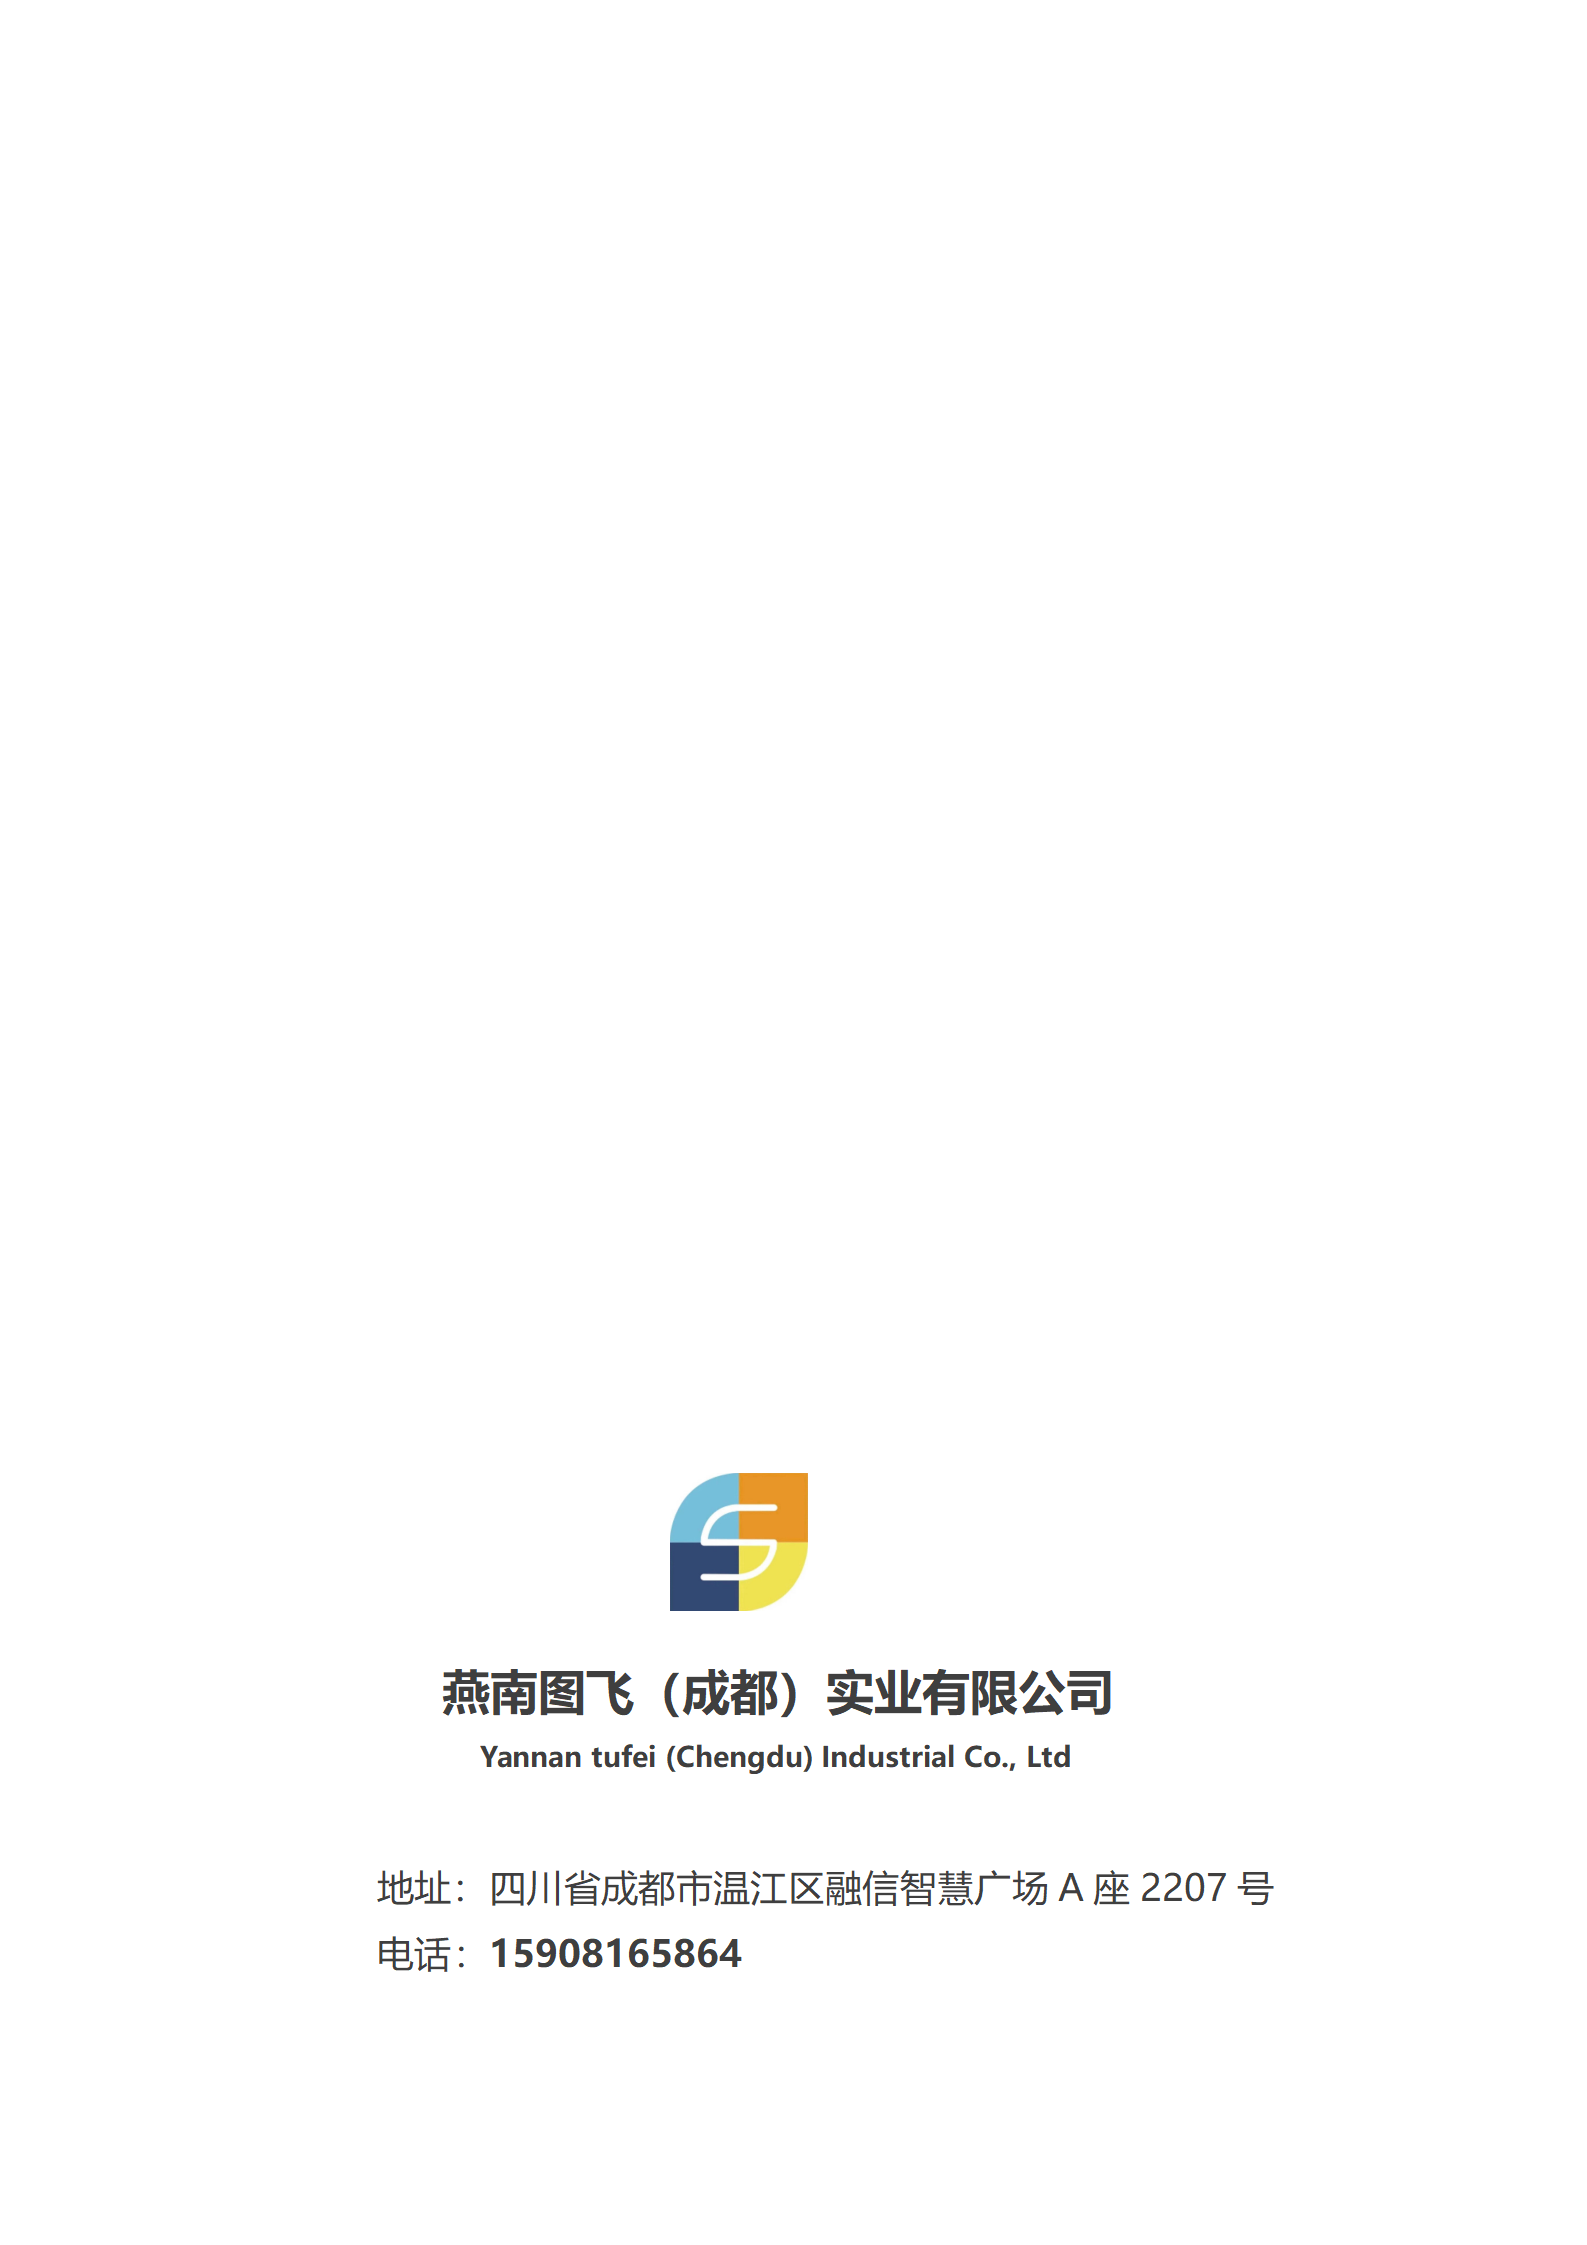 燕南图飞（成都）实业有限公司
Yannan tufei (Chengdu) Industrial Co., Ltd
地址：四川省成都市温江区融信智慧广场 A 座 2207 号
电话：15908165864